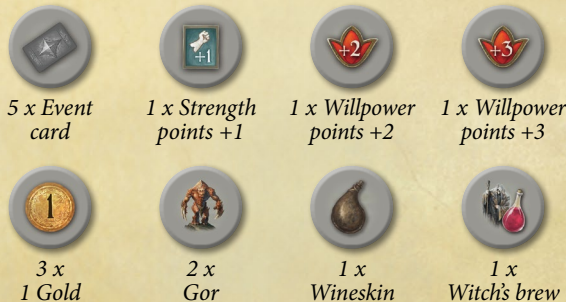 +1
+2
+3
5 x Event
card
1 x Strength
points +1
1 x Willpower
points +2
1 x Willpower
points +3
1
3 x
1 Gold
2 x
Gor
1 x
Wineskin
1 x
Witch's brew